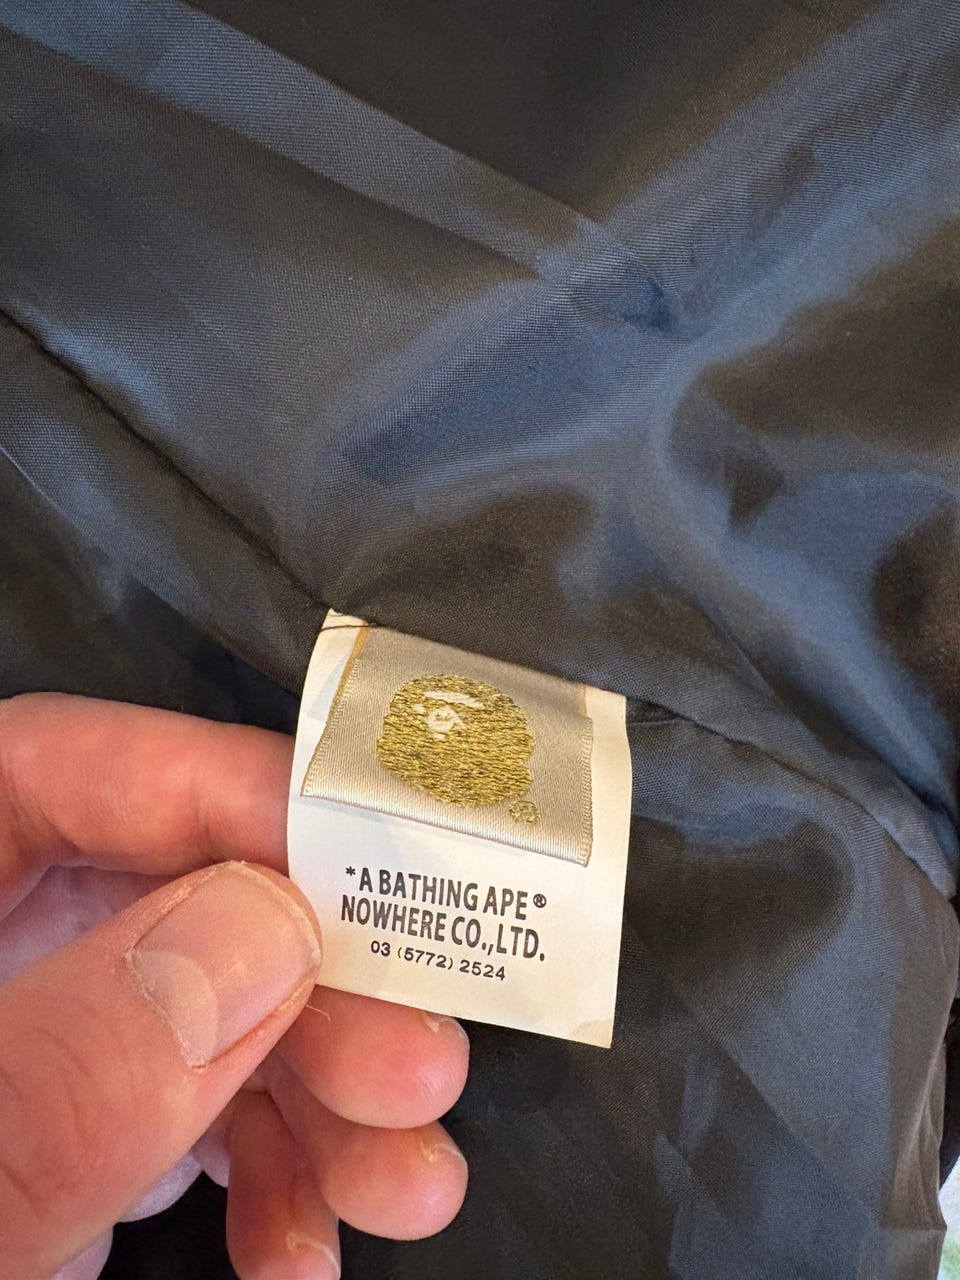 *A BATHING APE®
NOWHERE CO.,LTD.
03 (5772) 2524